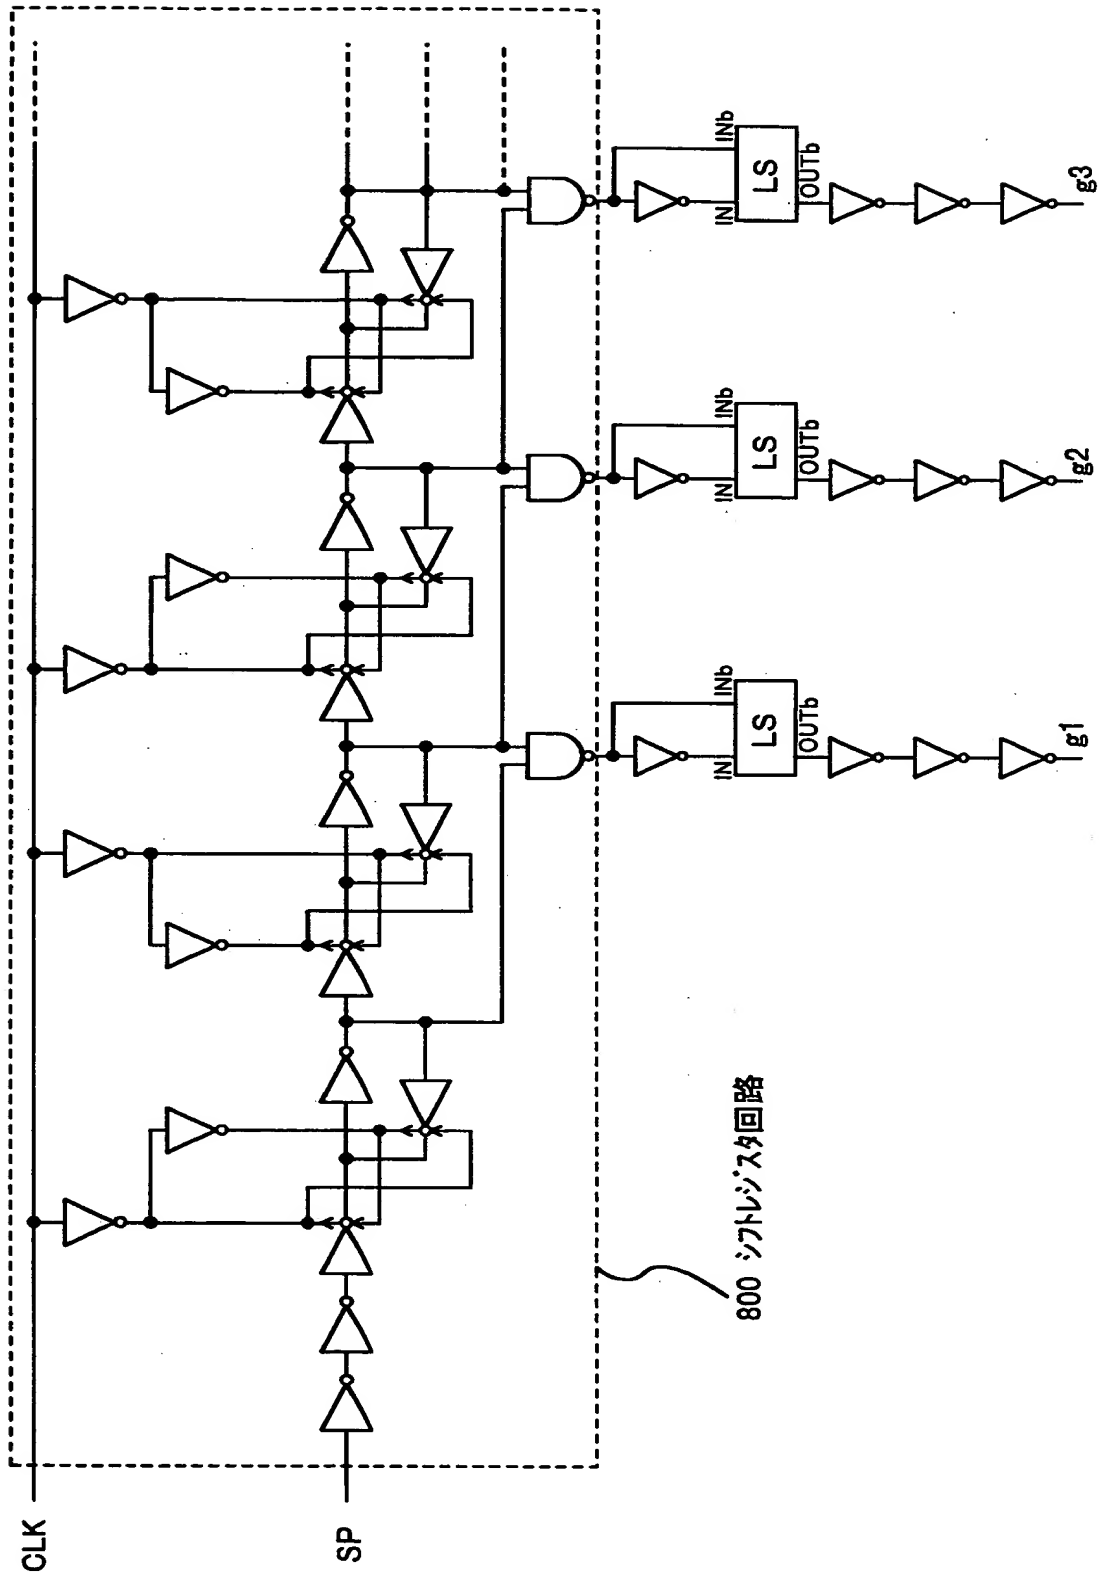 CLK
SP
800 シフトレジスタ回路
IN
INb
LS
OUTb
g1
IN
INb
LS
OUTb
g2
IN
INb
LS
OUTb
g3